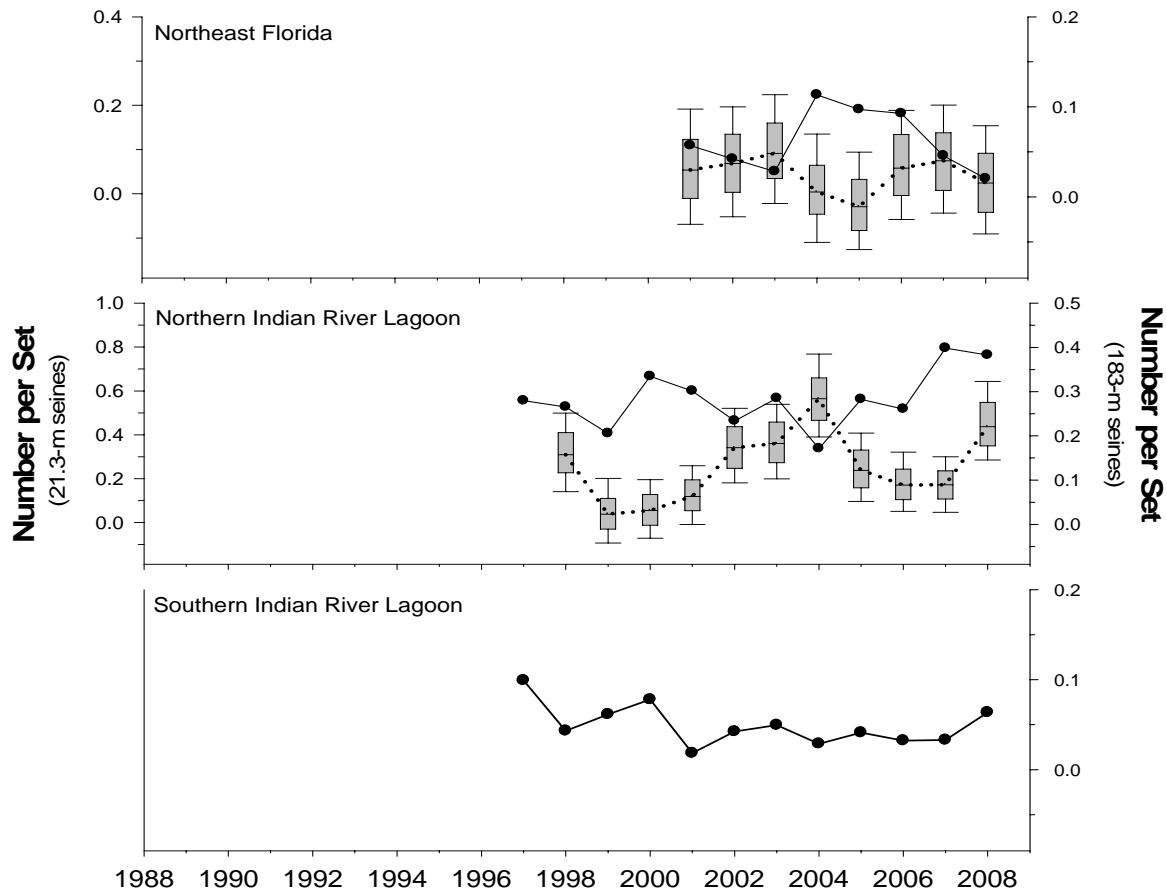 Northeast Florida
0.4
0.2
0.0
0.2
0.1
0.0
Northern Indian River Lagoon
1.0
0.8
0.6
0.4
0.2
0.0
0.5
0.4
0.3
0.2
0.1
0.0
Number per Set
(21.3-m seines)
Number per Set
(183-m seines)
Southern Indian River Lagoon
0.2
0.1
0.0
1988 1990 1992 1994 1996 1998 2000 2002 2004 2006 2008